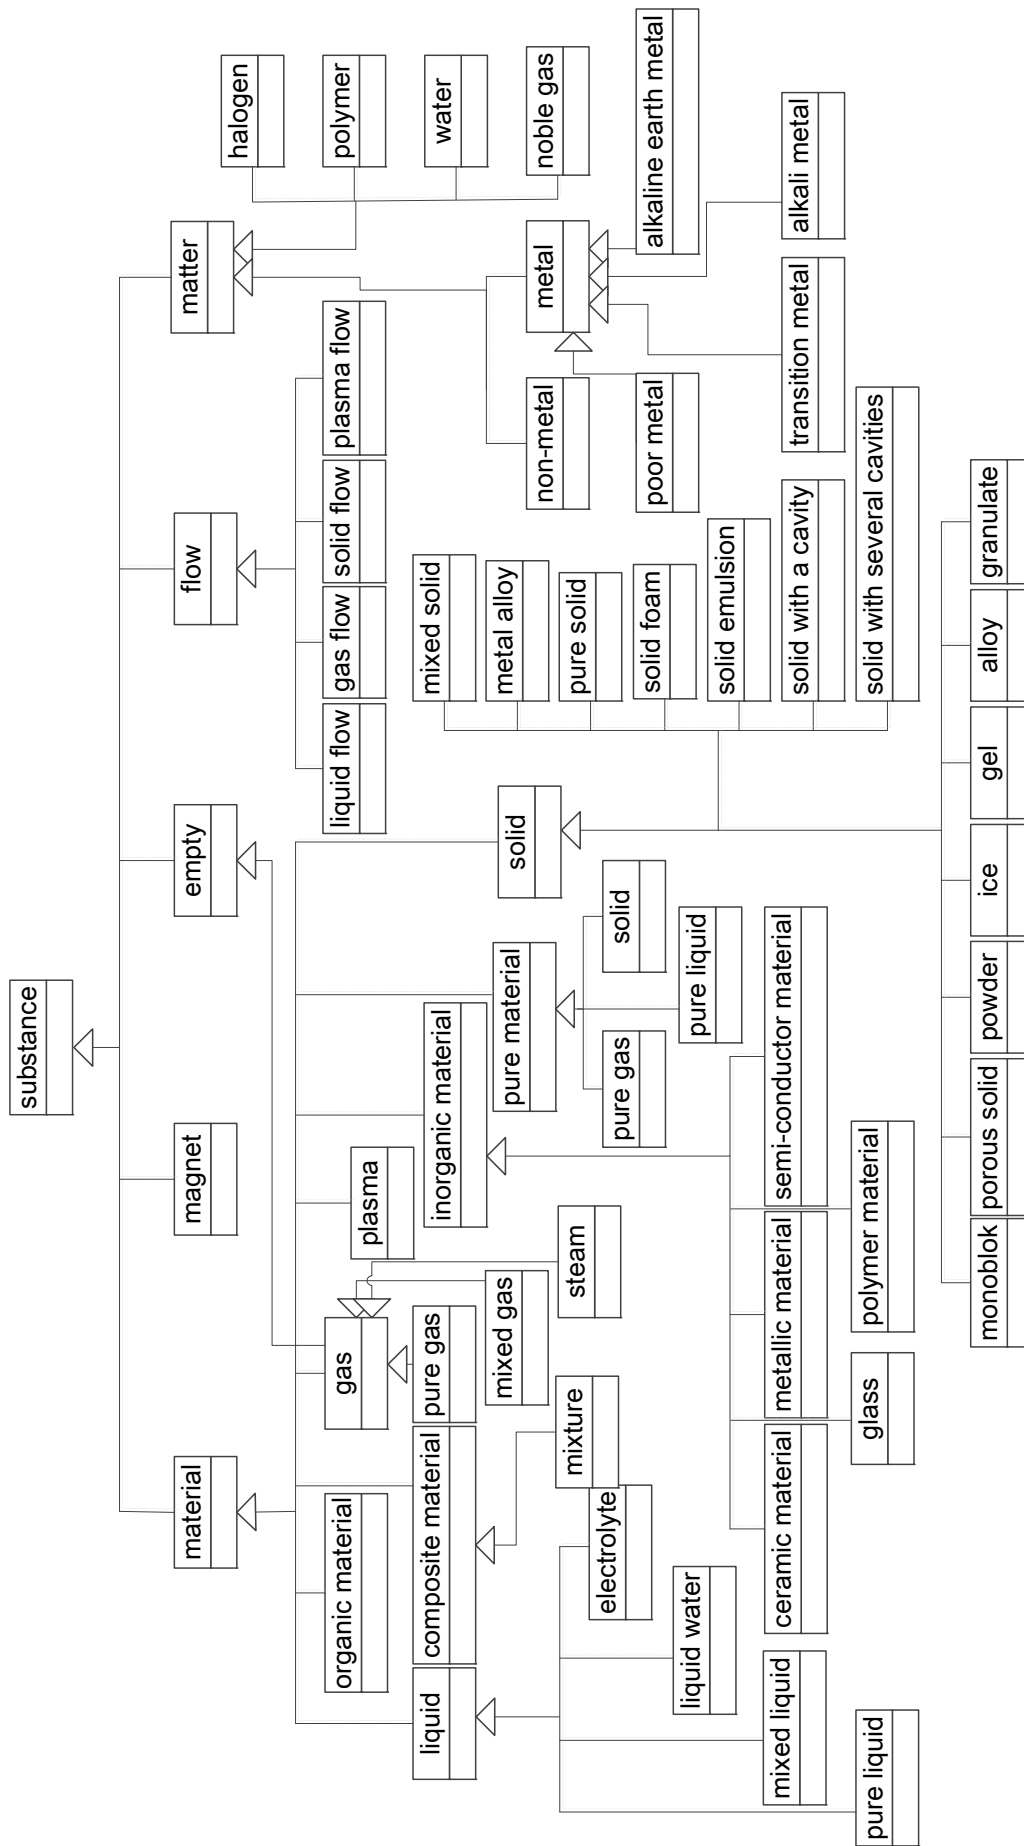 substance
material
magnet
empty
flow
matter
organic material
gas
plasma
liquid flow
gas flow
solid flow
plasma flow
halogen
polymer
water
noble gas
liquid
composite material
pure gas
mixed gas
steam
inorganic material
pure material
solid
mixed solid
metal alloy
pure solid
solid foam
solid emulsion
solid with a cavity
solid with several cavities
non-metal
metal
poor metal
alkaline earth metal
transition metal
alkali metal
mixture
electrolyte
liquid water
mixed liquid
pure liquid
pure gas
solid
pure liquid
ceramic material
metallic material
semi-conductor material
glass
polymer material
monoblok
porous solid
powder
ice
gel
alloy
granulate